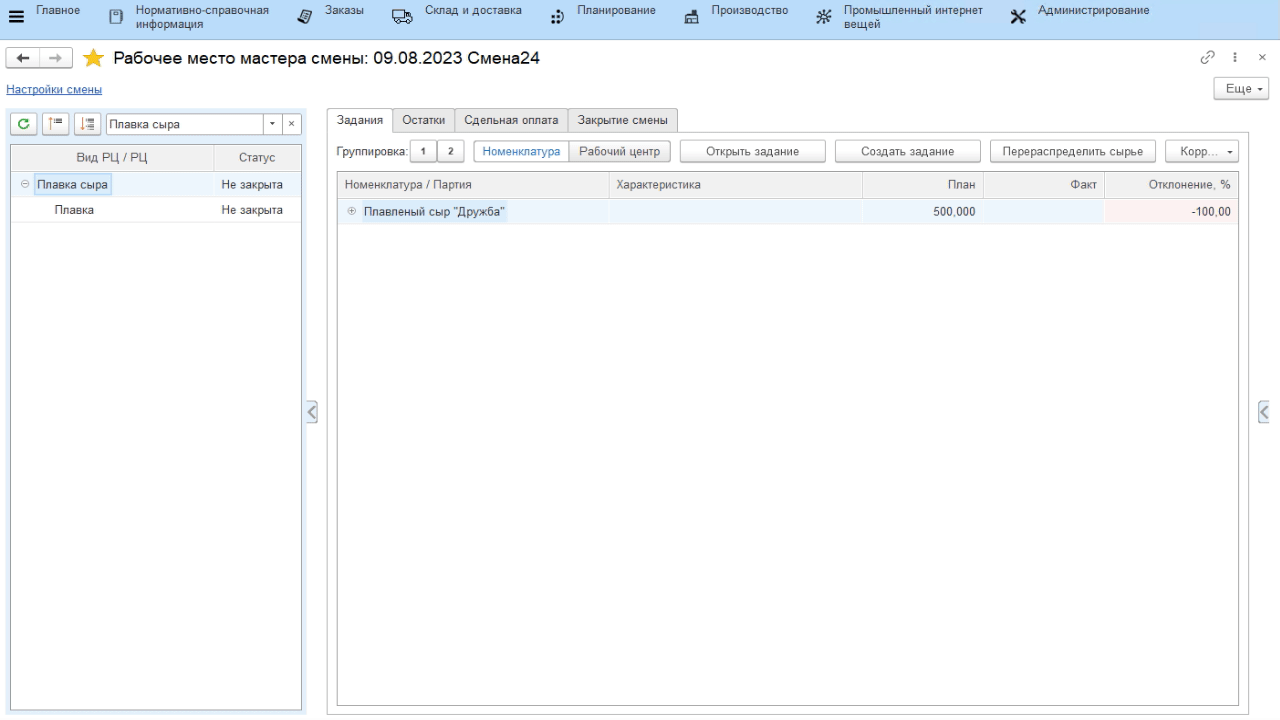 Главное
Нормативно-справочная
информация
Заказы
Склад и доставка
Планирование
Производство
Промышленный интернет
вещей
Администрирование
Рабочее место мастера смены: 09.08.2023 Смена24
Настройки смены
Еще
Плавка сыра
Вид РЦ / РЦ Статус
Плавка сыра Не закрыта
Плавка Не закрыта
Задания Остатки Сдельная оплата Закрытие смены
Группировка: 1 2 Номенклатура Рабочий центр Открыть задание Создать задание Перераспределить сырье Корр...
Номенклатура / Партия Характеристика План Факт Отклонение, %
Плавленый сыр "Дружба" 500,000 -100,00